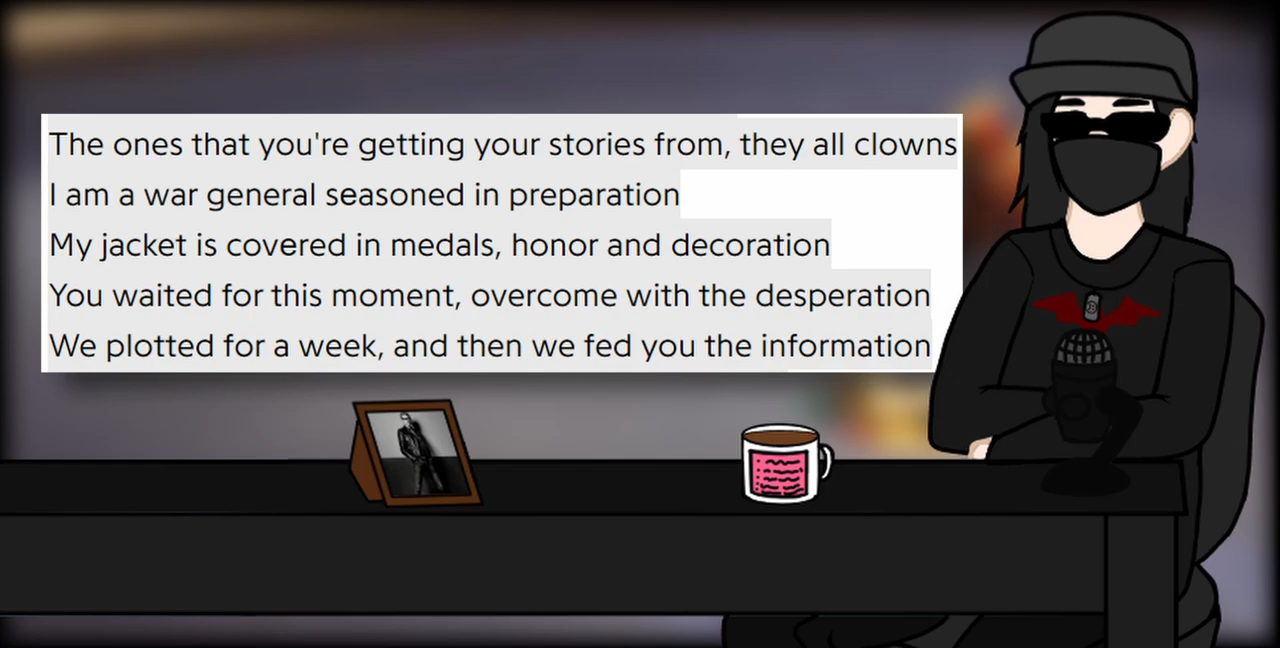 The ones that you're getting your stories from, they all clowns
I am a war general seasoned in preparation
My jacket is covered in medals, honor and decoration
You waited for this moment, overcome with the desperation
We plotted for a week, and then we fed you the information